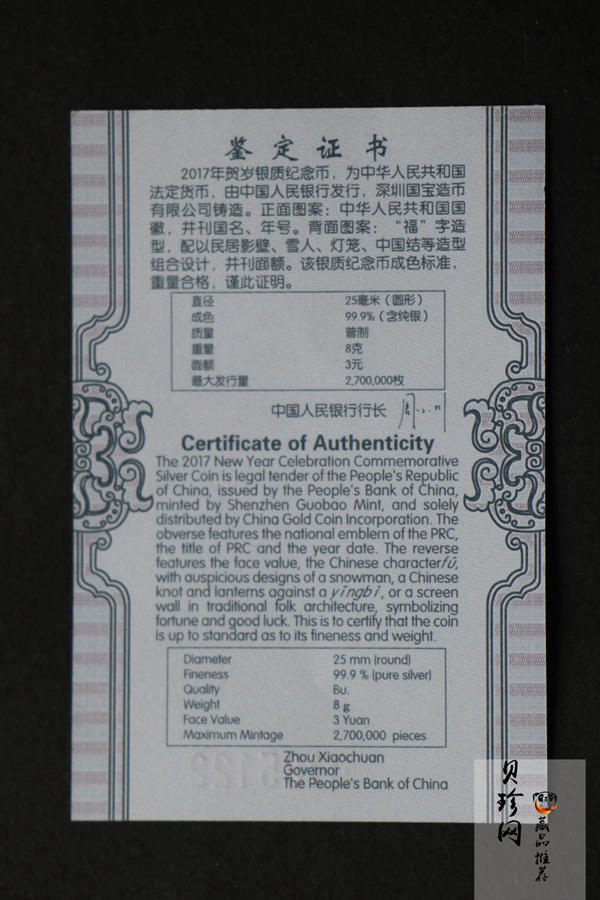 鉴定证书
2017年贺岁银质纪念币，为中华人民共和国
法定货币，由中国人民银行发行，深圳国宝造币
有限公司铸造。正面图案：中华人民共和国国
徽，并刊国名、年号。背面图案：“福”字造
型，配以民居影壁、雪人、灯笼、中国结等造型
组合设计，并刊面额。该银质纪念币成色标准，
重量合格，谨此证明。
直径 25毫米（圆形）
成色 99.9%（含纯银）
质量 普制
重量 8克
面额 3元
最大发行量 2,700,000枚
中国人民银行行长
Certificate of Authenticity
The 2017 New Year Celebration Commemorative
Silver Coin is legal tender of the People's Republic
of China, issued by the People's Bank of China,
minted by Shenzhen Guobao Mint, and solely
distributed by China Gold Coin Incorporation. The
obverse features the national emblem of the PRC,
the title of PRC and the year date. The reverse
features the face value, the Chinese characterfú,
with auspicious designs of a snowman, a Chinese
knot and lanterns against a yǐngbì, or a screen
wall in traditional folk architecture, symbolizing
fortune and good luck. This is to certify that the coin
is up to standard as to its fineness and weight.
Diameter 25 mm (round)
Fineness 99.9 % (pure silver)
Quality Bu.
Weight 8 g
Face Value 3 Yuan
Maximum Mintage 2,700,000 pieces
Zhou Xiaochuan
Governor
The People's Bank of China
贝珍网
藏品推荐